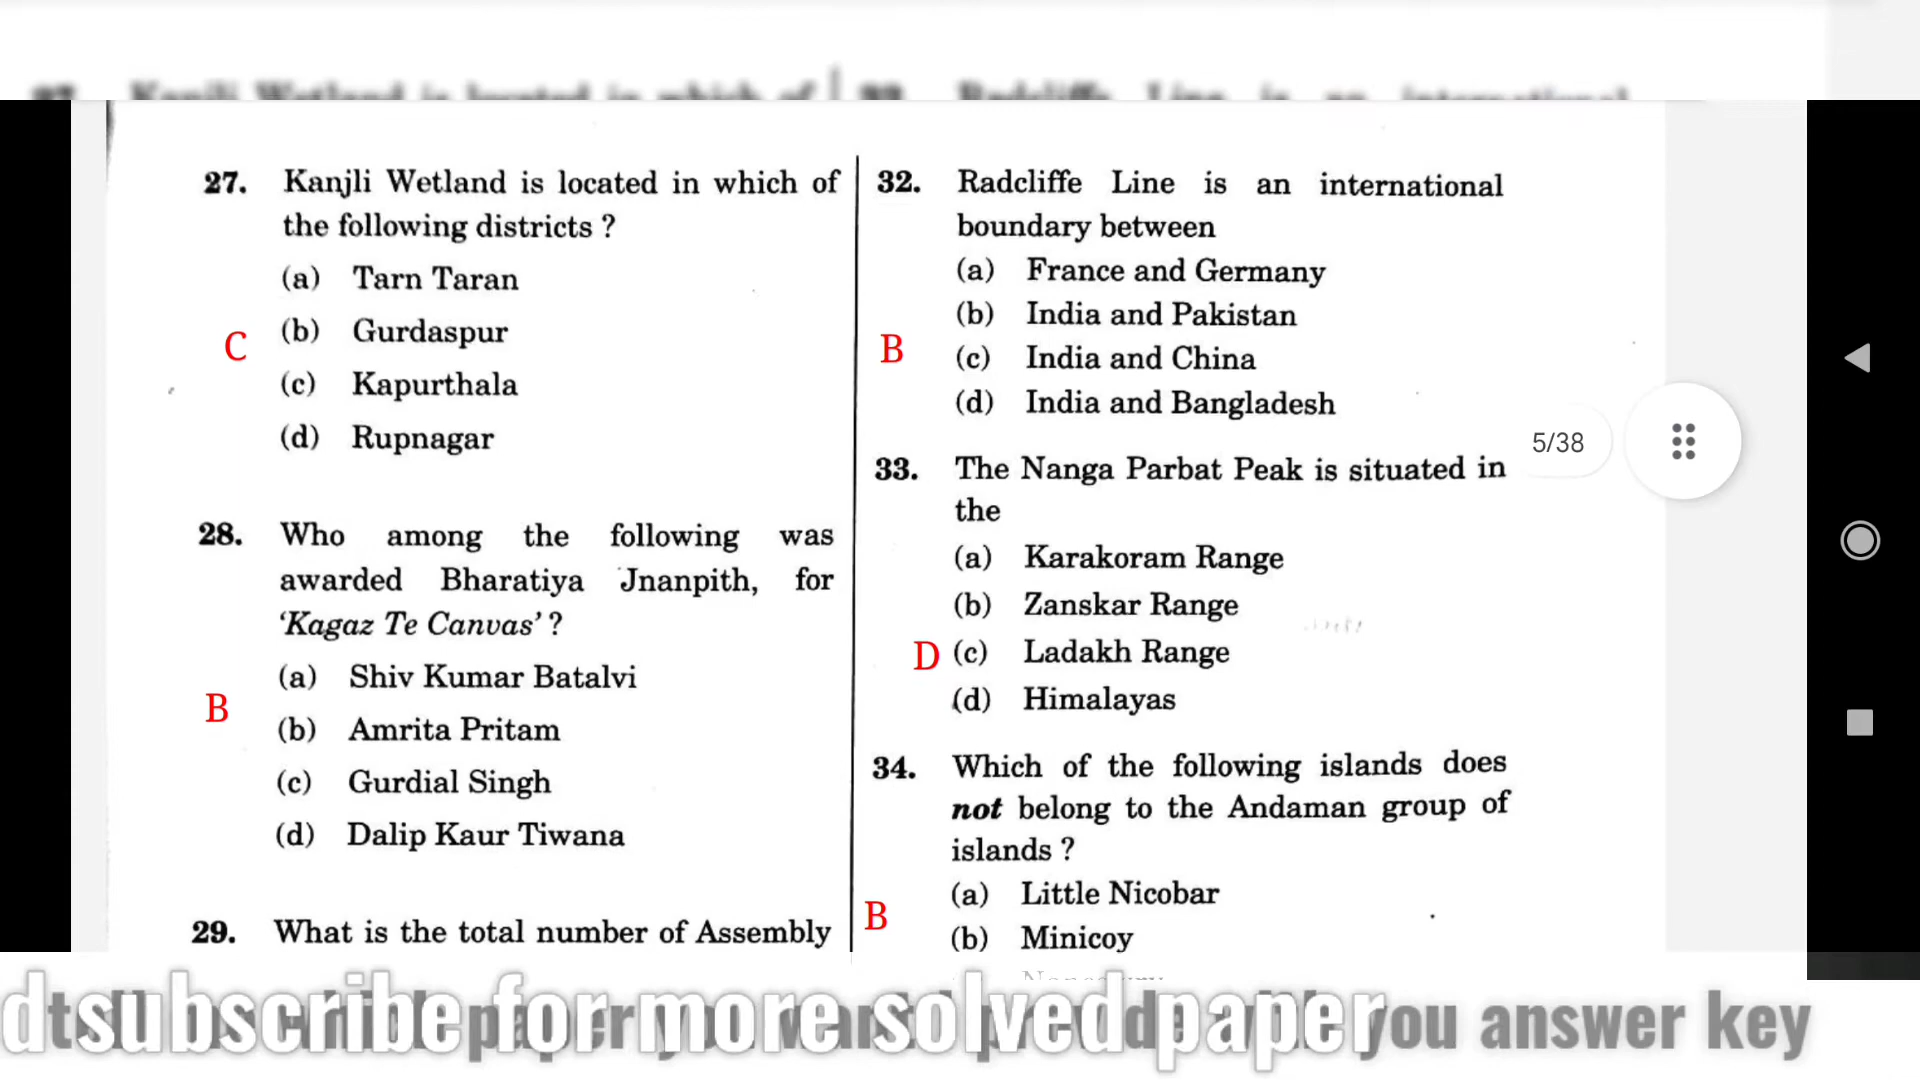 27. Kanjli Wetland is located in which of
the following districts ?
(a) Tarn Taran
(b) Gurdaspur
C
(c) Kapurthala
(d) Rupnagar
28. Who among the following was
awarded Bharatiya Jnanpith, for
‘Kagaz Te Canvas’ ?
(a) Shiv Kumar Batalvi
B
(b) Amrita Pritam
(c) Gurdial Singh
(d) Dalip Kaur Tiwana
29. What is the total number of Assembly
32. Radcliffe Line is an international
boundary between
(a) France and Germany
(b) India and Pakistan
B
(c) India and China
(d) India and Bangladesh
33. The Nanga Parbat Peak is situated in
the
(a) Karakoram Range
(b) Zanskar Range
D (c) Ladakh Range
(d) Himalayas
34. Which of the following islands does
not belong to the Andaman group of
islands ?
(a) Little Nicobar
B
(b) Minicoy
5/38
subscribe for more solved paper
you answer key